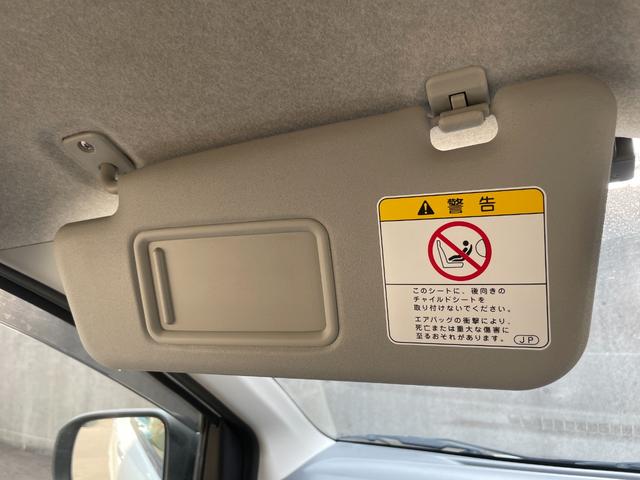 警告
このシートに、後向きの
チャイルドシートを
取り付けないでください。
エアバッグの衝撃により、
死亡または重大な傷害に
至るおそれがあります。
JP